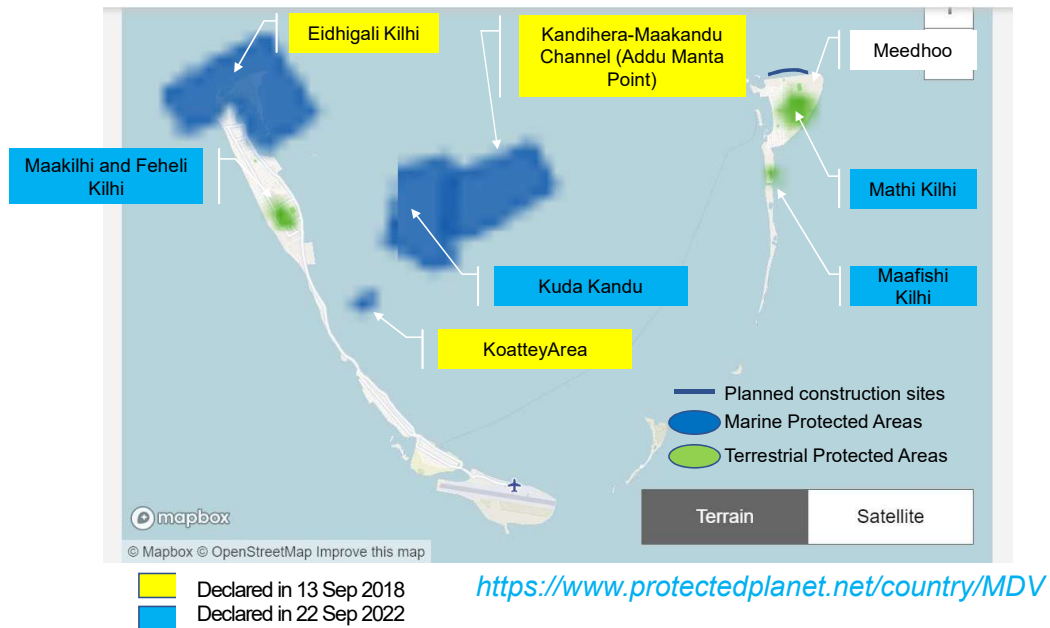 Eidhigali Kilhi
Kandihera-Maakandu
Channel (Addu Manta
Point)
Meedhoo
Maakilhi and Feheli
Kilhi
Mathi Kilhi
Kuda Kandu
Maafishi
Kilhi
KoatteyArea
Planned construction sites
Marine Protected Areas
Terrestrial Protected Areas
mapbox
Terrain
Satellite
© Mapbox © OpenStreetMap Improve this map
Declared in 13 Sep 2018
Declared in 22 Sep 2022
https://www.protectedplanet.net/country/MDV